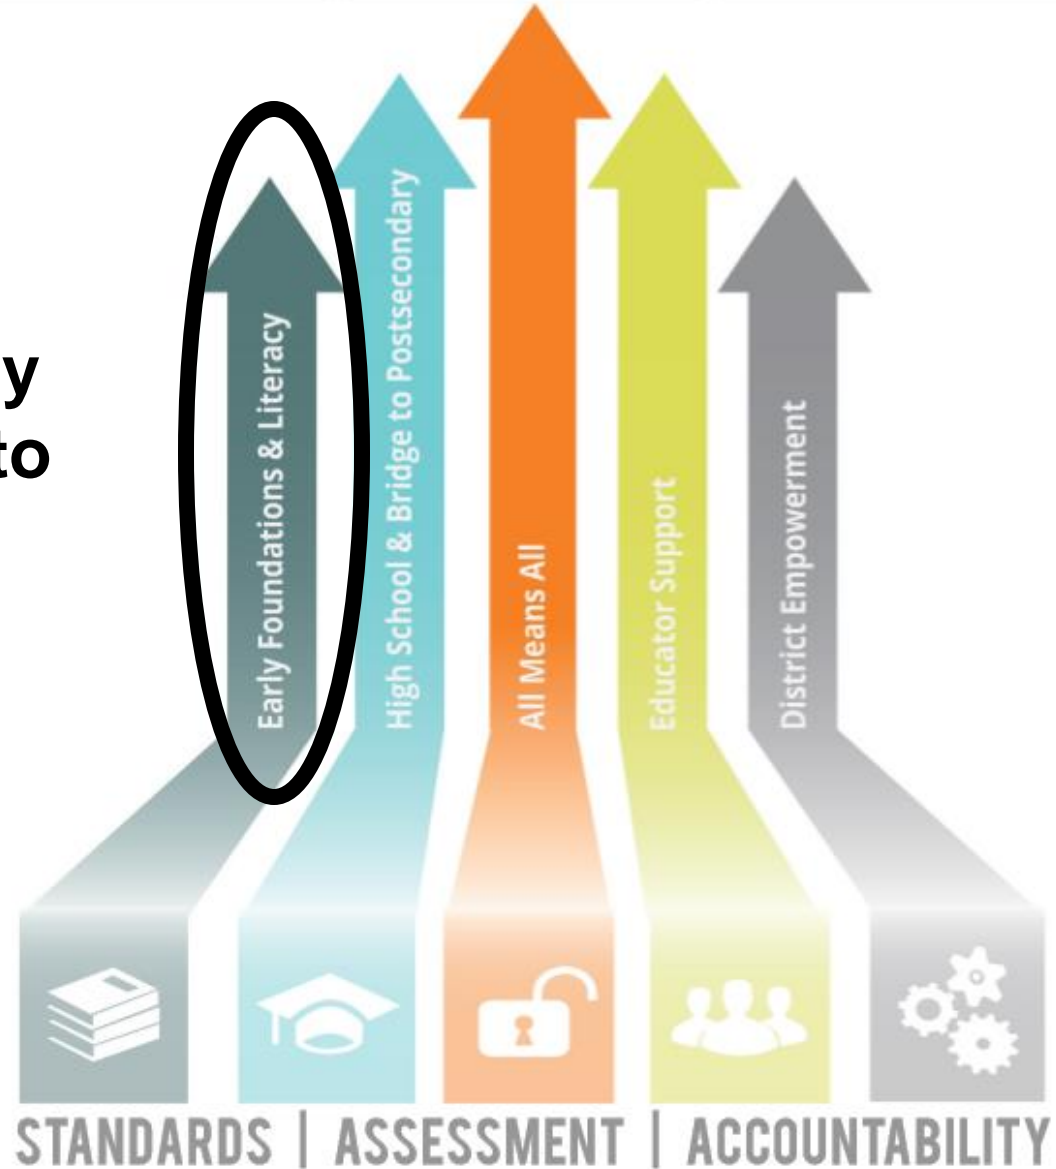 y
to
Early Foundations & Literacy
High School & Bridge to Postsecondary
All Means All
Educator Support
District Empowerment
STANDARDS | ASSESSMENT | ACCOUNTABILITY